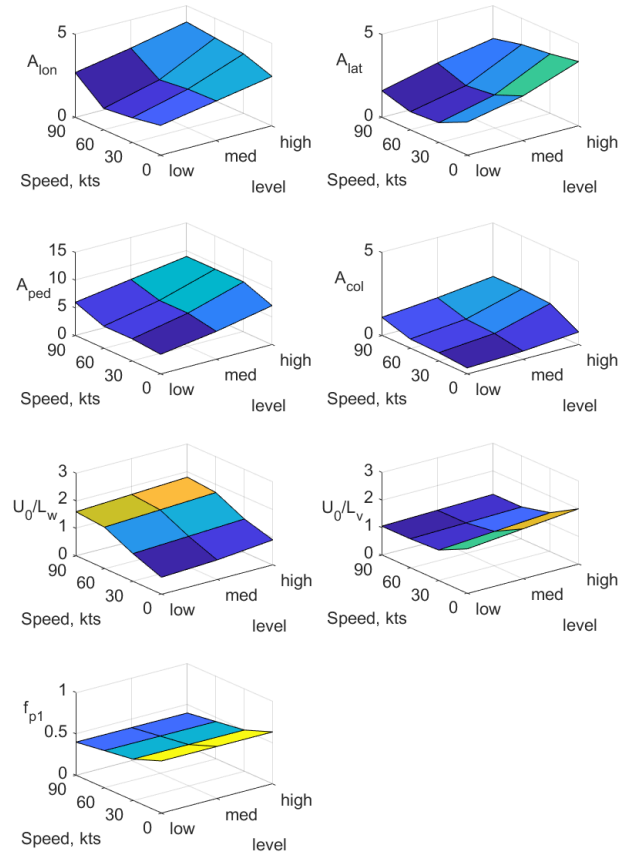 5
A_lon
0
90
60
30
0
Speed, kts
low
med
high
level
5
A_lat
0
90
60
30
0
Speed, kts
low
med
high
level
15
10
A_ped
5
0
90
60
30
0
Speed, kts
low
med
high
level
5
A_col
0
90
60
30
0
Speed, kts
low
med
high
level
3
2
U_0/L_w
1
0
90
60
30
0
Speed, kts
low
med
high
level
3
2
U_0/L_v
1
0
90
60
30
0
Speed, kts
low
med
high
level
1
f_p1
0.5
0
90
60
30
0
Speed, kts
low
med
high
level